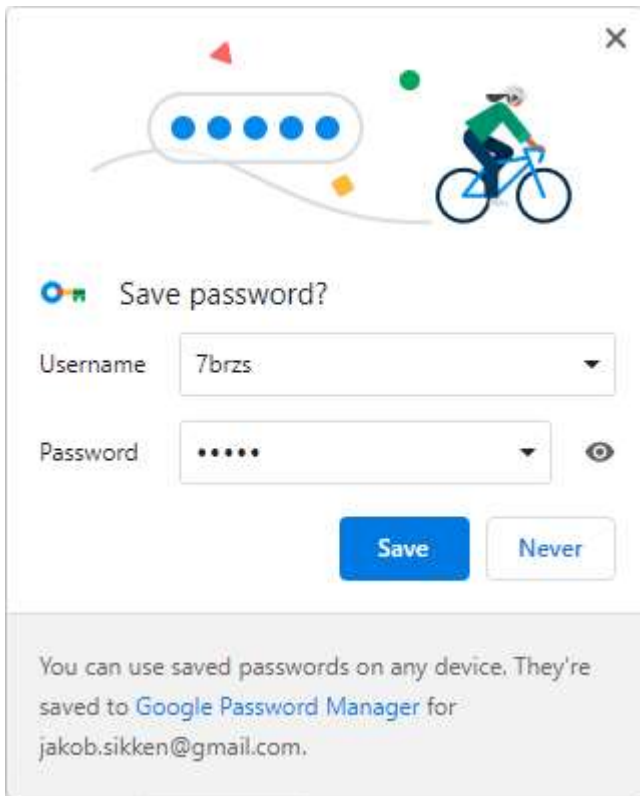 Save password?
Username 7brzs
Password •••••
Save Never
You can use saved passwords on any device. They're
saved to Google Password Manager for
jakob.sikken@gmail.com.